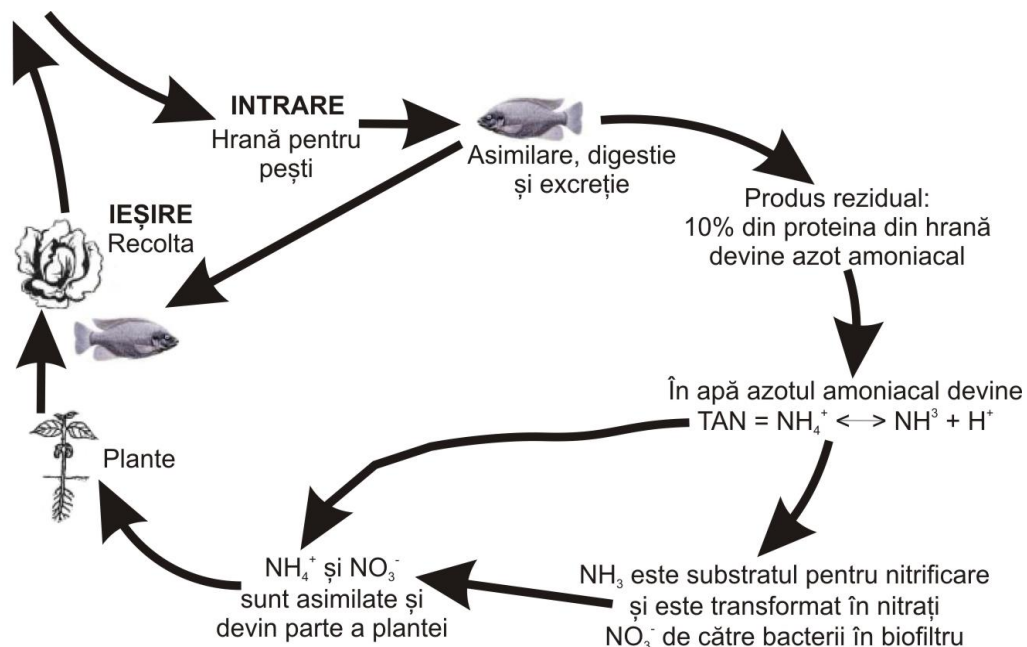 INTRARE
Hrană pentru
pești
Asimilare, digestie
și excreție
Produs rezidual:
10% din proteina din hrană
devine azot amoniacal
În apă azotul amoniacal devine
TAN = NH₄⁺ <—> NH³ + H⁺
NH₃ este substratul pentru nitrificare
și este transformat în nitrați
NO₃⁻ de către bacterii în biofiltru
NH₄⁺ și NO₃⁻
sunt asimilate și
devin parte a plantei
Plante
IEȘIRE
Recolta